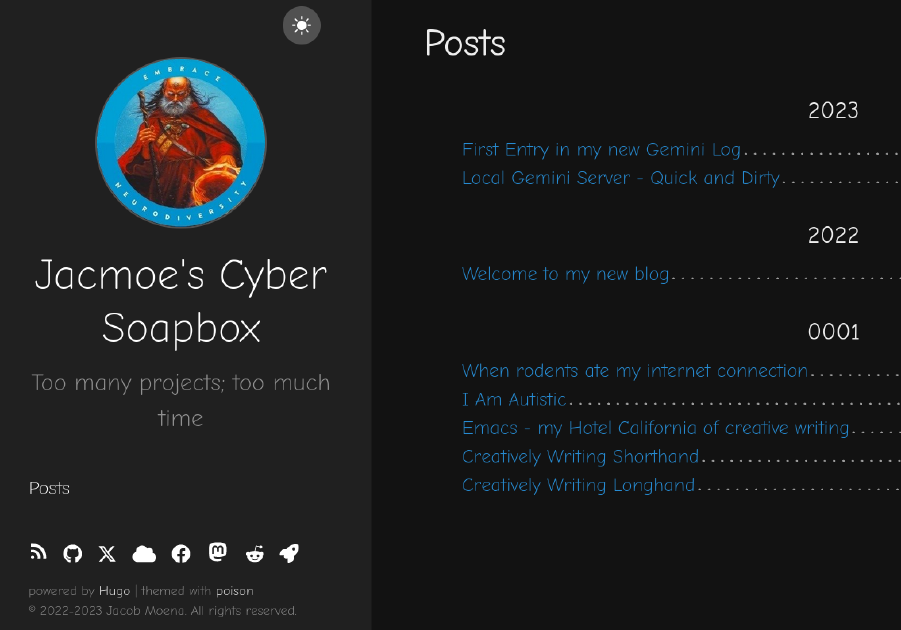 EMBRACE
NEURODIVERSITY
Jacmoe's Cyber
Soapbox
Too many projects; too much
time
Posts
powered by Hugo | themed with poison
© 2022-2023 Jacob Moena. All rights reserved.
Posts
2023
First Entry in my new Gemini Log
Local Gemini Server - Quick and Dirty
2022
Welcome to my new blog
0001
When rodents ate my internet connection
I Am Autistic
Emacs - my Hotel California of creative writing
Creatively Writing Shorthand
Creatively Writing Longhand